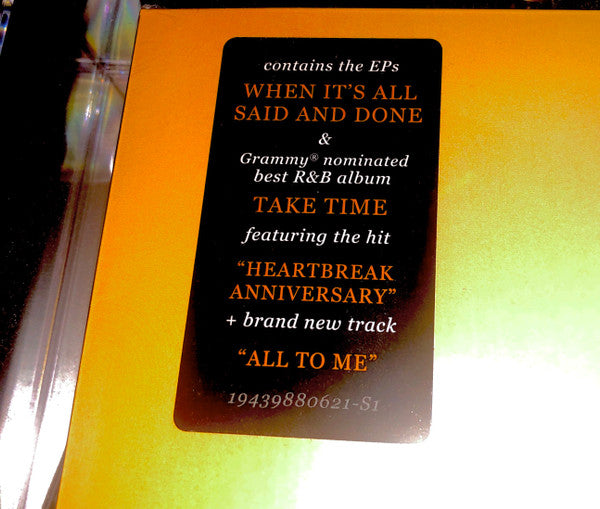 contains the EPs
WHEN IT'S ALL
SAID AND DONE
&
Grammy® nominated
best R&B album
TAKE TIME
featuring the hit
“HEARTBREAK
ANNIVERSARY”
+ brand new track
“ALL TO ME”
19439880621-S1